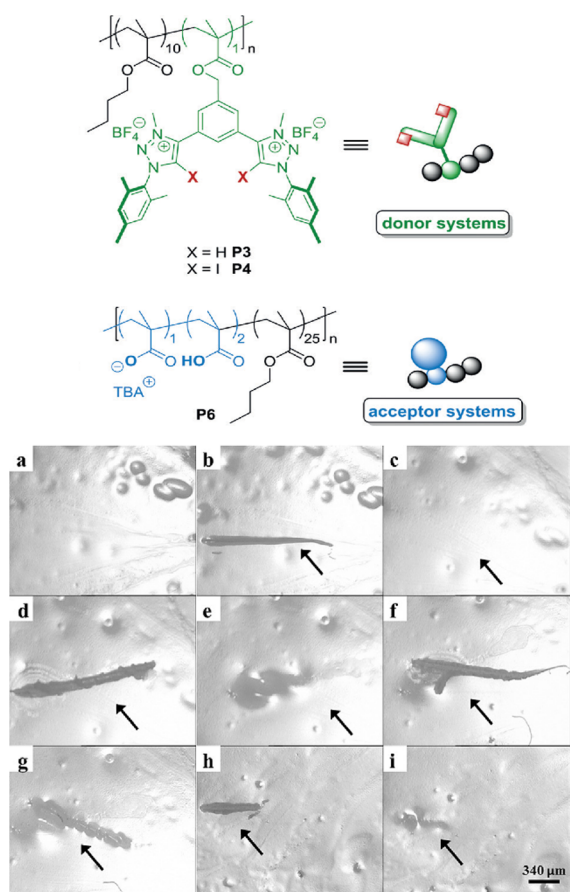 10
1
n
O
O
BF4⊖
N
N
N
⊕
X
X
N
⊕
N
N
BF4⊖
X = H P3
X = I P4
donor systems
1
2
25
n
⊖O
O
HO
O
O
O
TBA⊕
P6
acceptor systems
a
b
c
d
e
f
g
h
i
340 µm